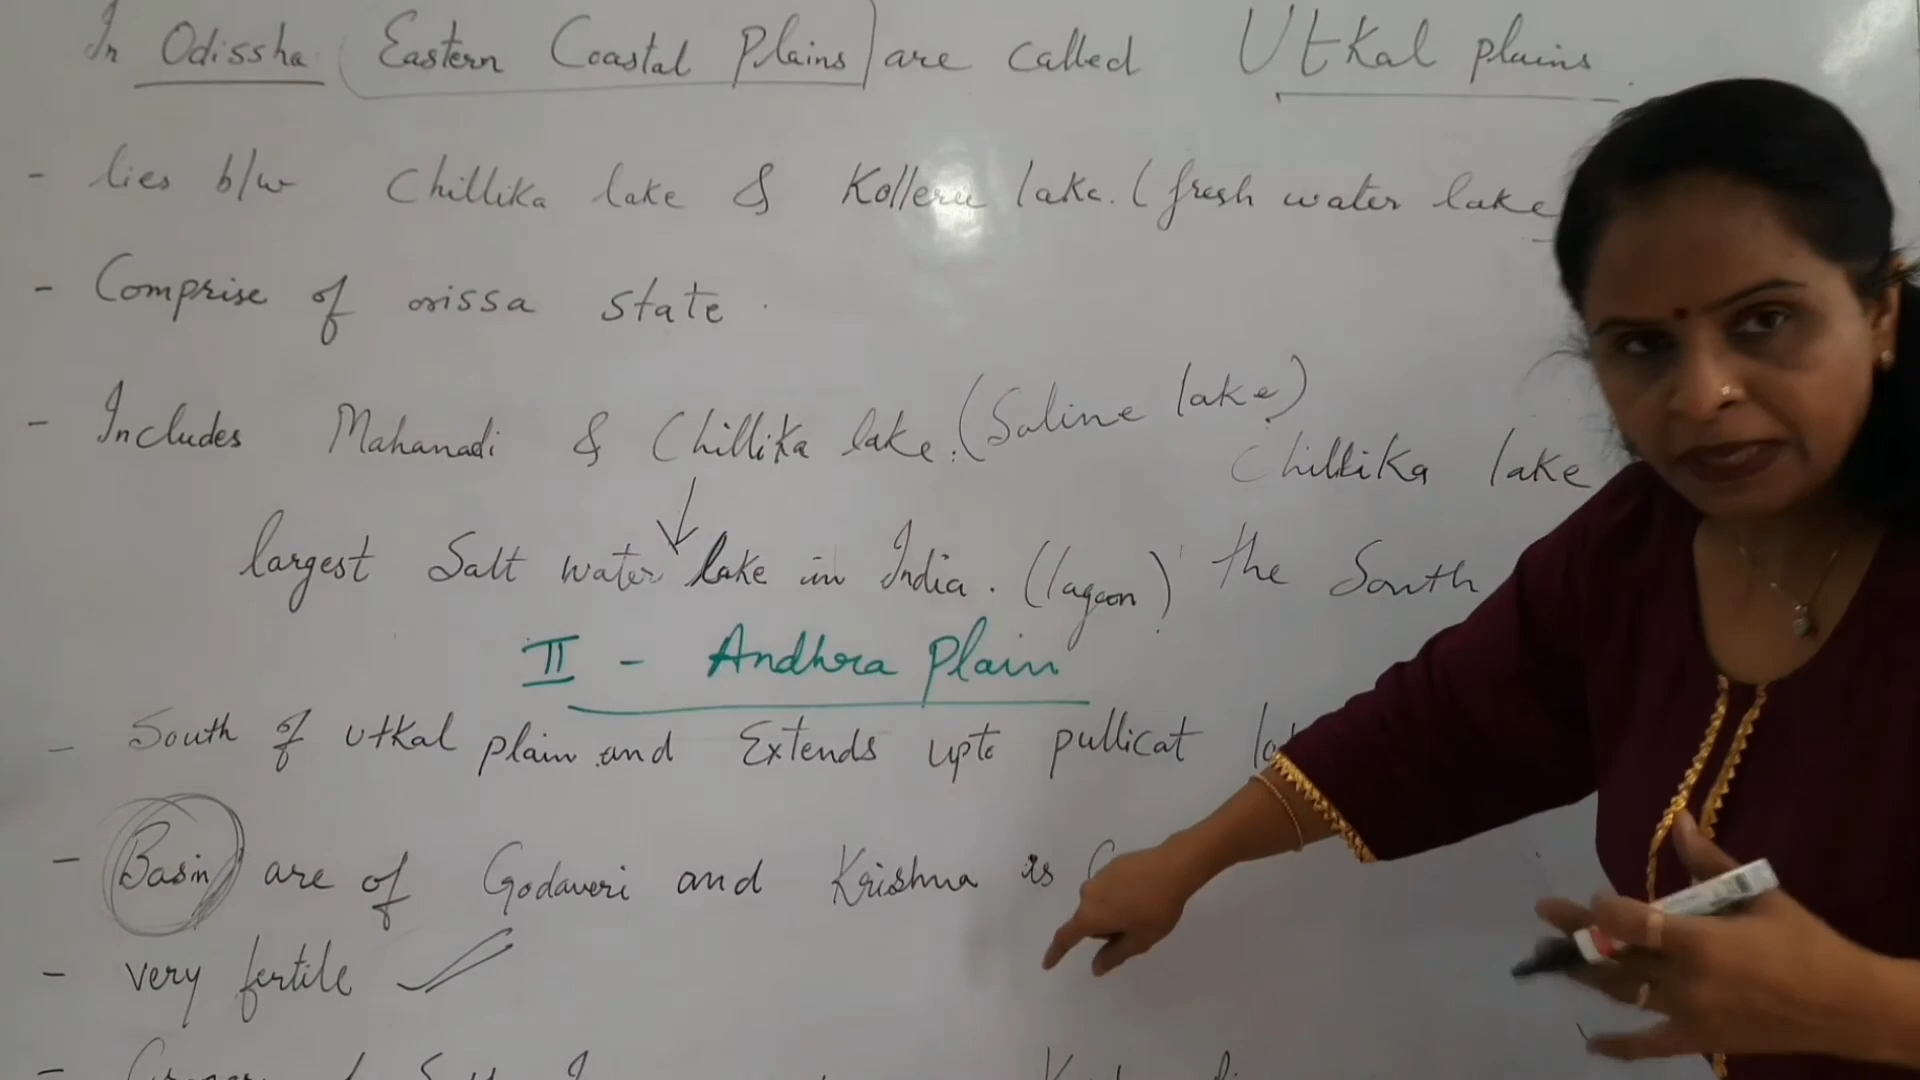 In Odissha (Eastern Coastal Plains) are called Utkal plains.
- lies b/w Chillika lake & Kolleru lake. (fresh water lake
- Comprise of orissa state.
- Includes Mahanadi & Chillika lake. (Saline lake)
Chillika lake
largest Salt water lake in India. (lagoon) the South
II - Andhra Plain
- South of Utkal plain and Extends upto pullicat
- Basin are of Godaveri and Krishna is
- very fertile